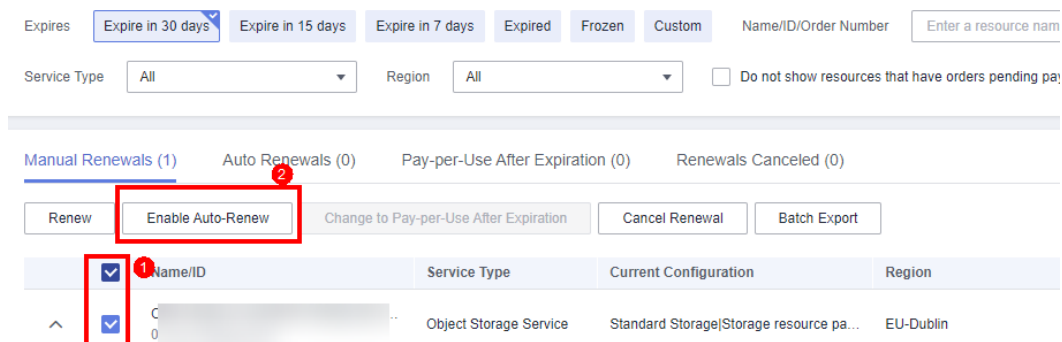 Expires Expire in 30 days Expire in 15 days Expire in 7 days Expired Frozen Custom Name/ID/Order Number Enter a resource nam
Service Type All Region All Do not show resources that have orders pending pay
Manual Renewals (1) Auto Renewals (0) Pay-per-Use After Expiration (0) Renewals Canceled (0)
2
Renew Enable Auto-Renew Change to Pay-per-Use After Expiration Cancel Renewal Batch Export
1 Name/ID Service Type Current Configuration Region
Object Storage Service Standard Storage|Storage resource pa... EU-Dublin